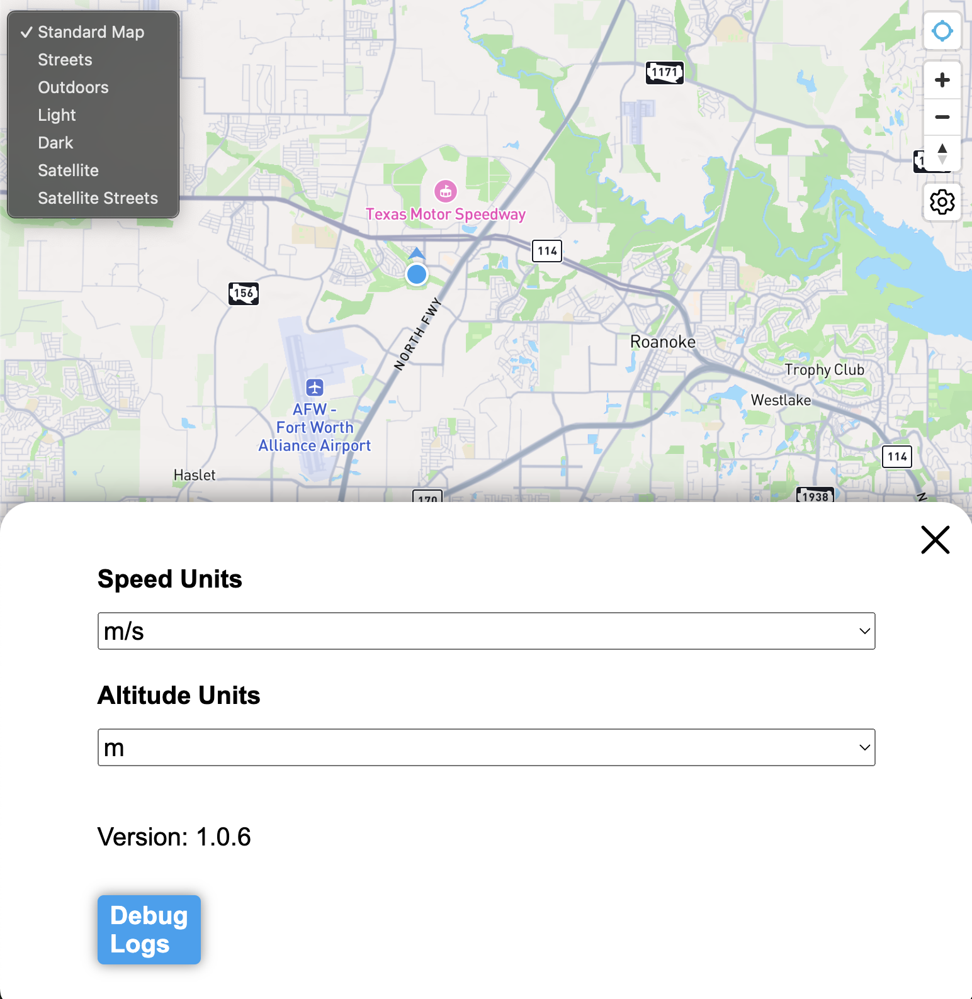 ✓ Standard Map
Streets
Outdoors
Light
Dark
Satellite
Satellite Streets
1171
Texas Motor Speedway
114
156
NORTH FWY
Roanoke
Trophy Club
Westlake
AFW -
Fort Worth
Alliance Airport
114
Haslet
170
1938
N
Speed Units
m/s
Altitude Units
m
Version: 1.0.6
Debug
Logs